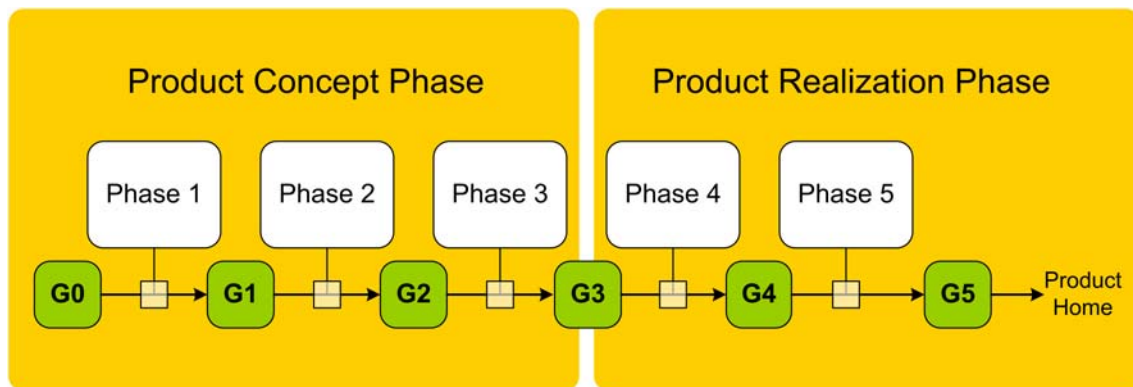 Product Concept Phase
Product Realization Phase
Phase 1
Phase 2
Phase 3
Phase 4
Phase 5
G0
G1
G2
G3
G4
G5
Product
Home